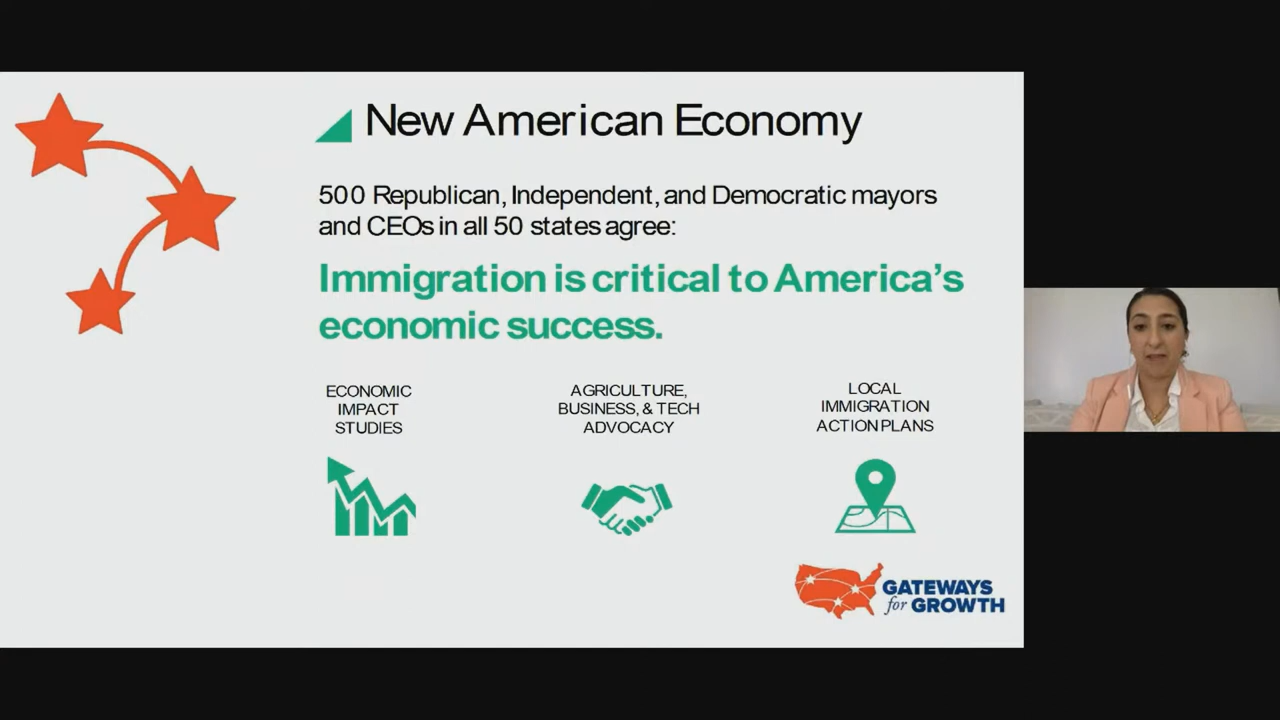 New American Economy
500 Republican, Independent, and Democratic mayors
and CEOs in all 50 states agree:
Immigration is critical to America's
economic success.
ECONOMIC
IMPACT
STUDIES
AGRICULTURE,
BUSINESS, & TECH
ADVOCACY
LOCAL
IMMIGRATION
ACTION PLANS
GATEWAYS
for GROWTH